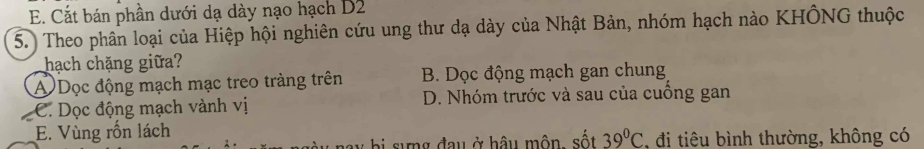 E. Cắt bán phần dưới dạ dày nạo hạch D2
5. Theo phân loại của Hiệp hội nghiên cứu ung thư dạ dày của Nhật Bản, nhóm hạch nào KHÔNG thuộc
hạch chặng giữa?
A Dọc động mạch mạc treo tràng trên B. Dọc động mạch gan chung
C. Dọc động mạch vành vị D. Nhóm trước và sau của cuống gan
E. Vùng rốn lách
nay bị sưng đau ở hậu môn, sốt 39⁰C, đi tiêu bình thường, không có